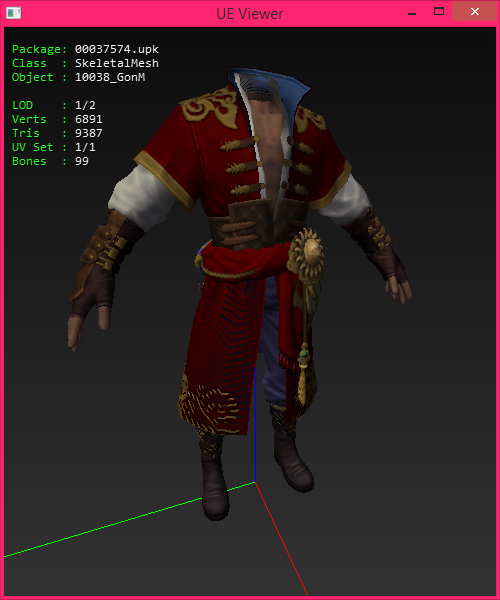 UE Viewer
Package: 00037574.upk
Class : SkeletalMesh
Object : 10038_GonM
LOD : 1/2
Verts : 6891
Tris : 9387
UV Set : 1/1
Bones : 99